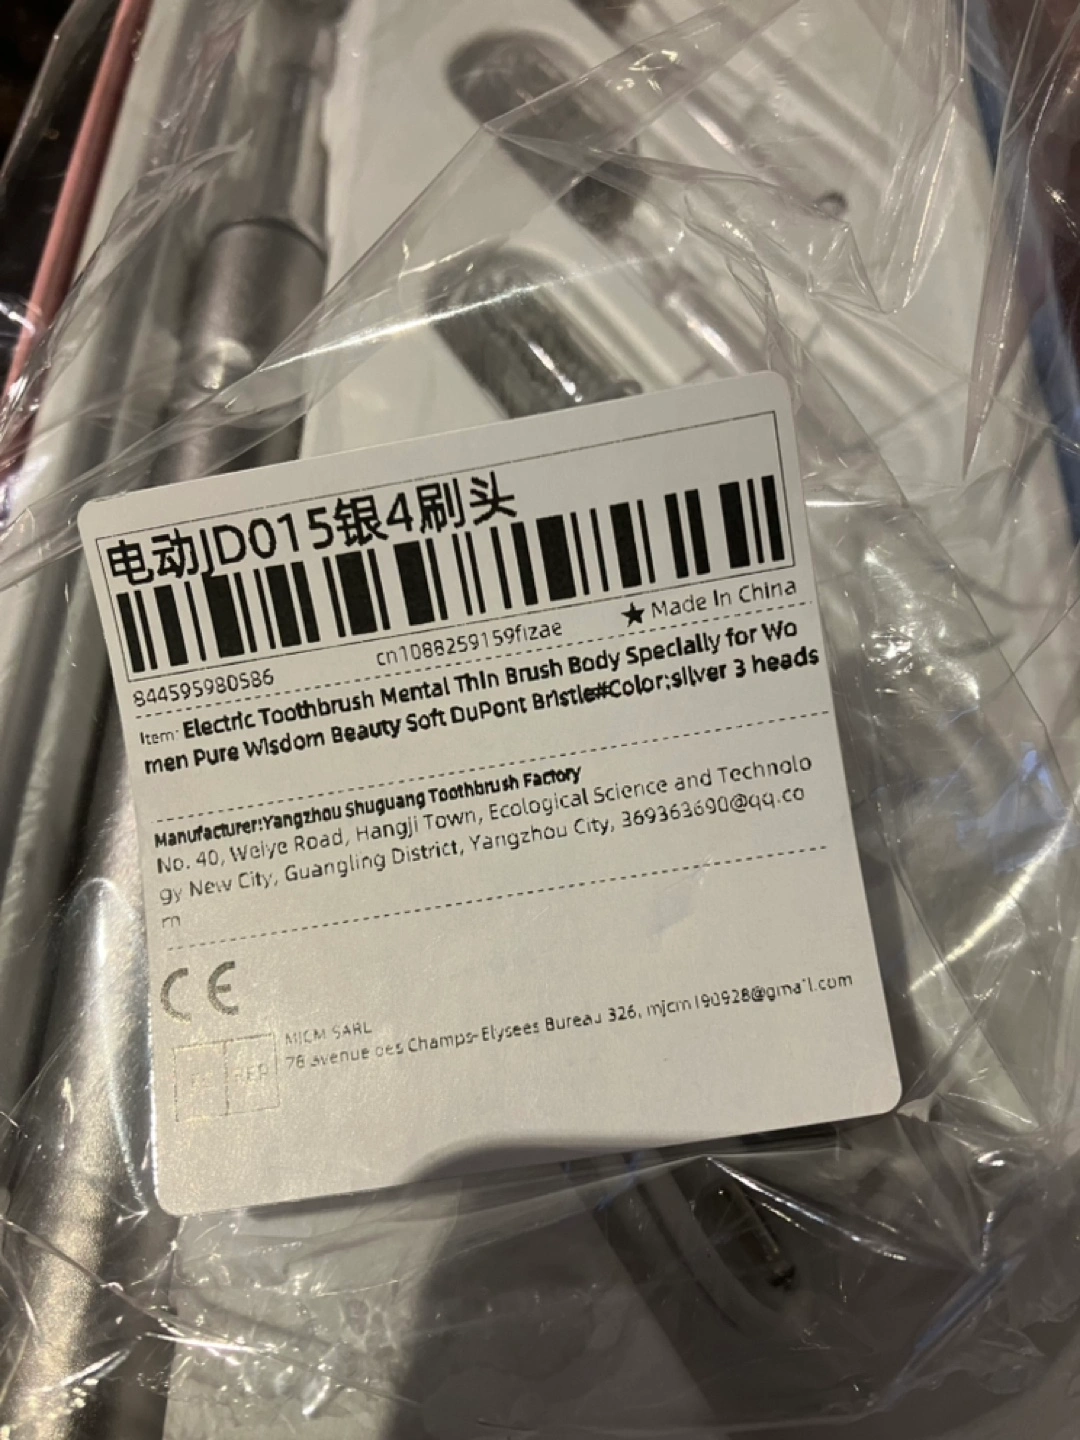 电动JD015银4刷头
844595980586
cn1088259159fizae
★ Made In China
Item: Electric Toothbrush Mental Thin Brush Body Specially for Wo
men Pure Wisdom Beauty Soft DuPont Bristle#Color:silver 3 heads
Manufacturer:Yangzhou Shuguang Toothbrush Factory
No. 40, Weiye Road, Hangji Town, Ecological Science and Technolo
gy New City, Guangling District, Yangzhou City, 369363690@qq.co
m
CE
EC REP
MJCM SARL
78 avenue des Champs-Elysees Bureau 326, mjcm190928@gmail.com